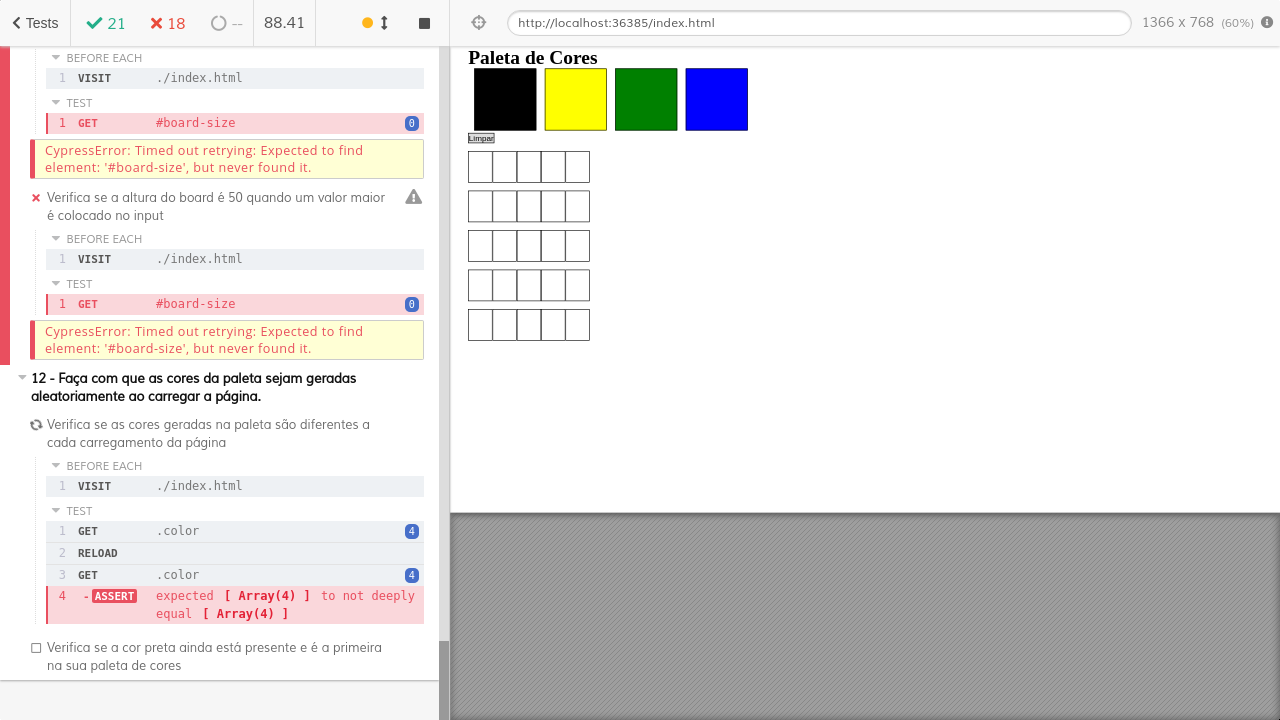 Tests
21
18
--
88.41
http://localhost:36385/index.html
1366 x 768 (60%)
BEFORE EACH
1 VISIT ./index.html
TEST
1 GET #board-size 0
CypressError: Timed out retrying: Expected to find
element: '#board-size', but never found it.
Verifica se a altura do board é 50 quando um valor maior
é colocado no input
BEFORE EACH
1 VISIT ./index.html
TEST
1 GET #board-size 0
CypressError: Timed out retrying: Expected to find
element: '#board-size', but never found it.
12 - Faça com que as cores da paleta sejam geradas
aleatoriamente ao carregar a página.
Verifica se as cores geradas na paleta são diferentes a
cada carregamento da página
BEFORE EACH
1 VISIT ./index.html
TEST
1 GET .color 4
2 RELOAD
3 GET .color 4
4 -ASSERT expected [ Array(4) ] to not deeply
equal [ Array(4) ]
Verifica se a cor preta ainda está presente e é a primeira
na sua paleta de cores
Paleta de Cores
Limpar